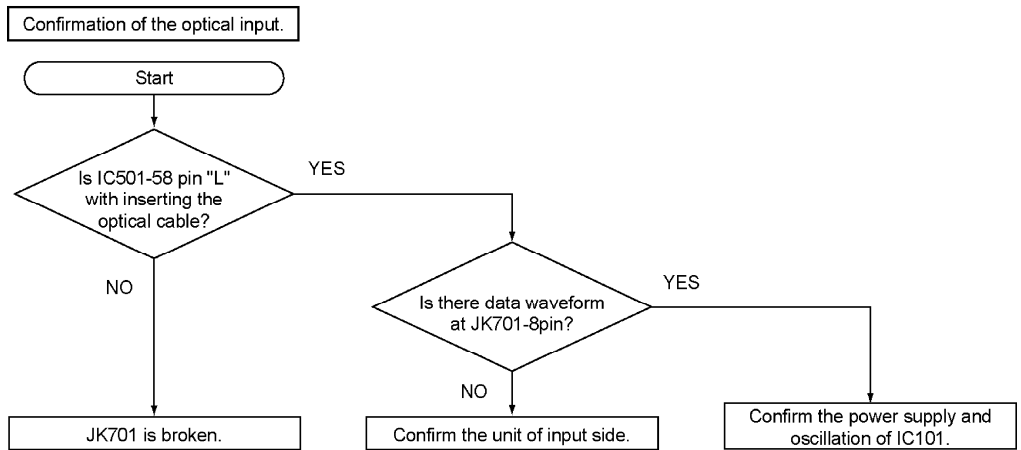 Confirmation of the optical input.
Start
Is IC501-58 pin "L"
with inserting the
optical cable?
YES
NO
Is there data waveform
at JK701-8pin?
YES
NO
JK701 is broken.
Confirm the unit of input side.
Confirm the power supply and
oscillation of IC101.